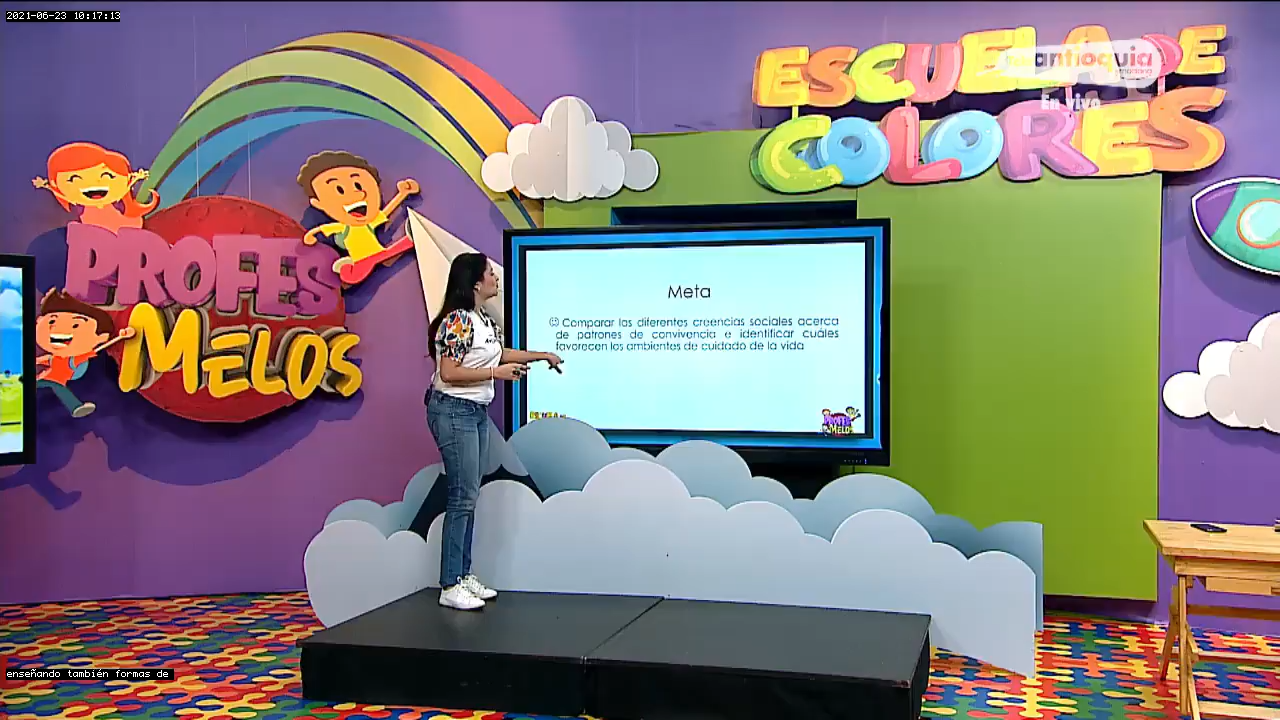 2021-06-23 10:17:13
ESCUELA DE
COLORES
antioquia
En vivo
PROFES
MELOS
Meta
☺ Comparar las diferentes creencias sociales acerca
de patrones de convivencia e identificar cuáles
favorecen los ambientes de cuidado de la vida
PROFES
MELOS
enseñando también formas de